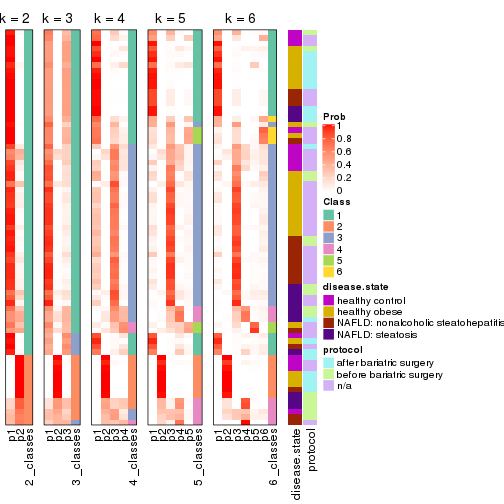 k = 2 k = 3 k = 4 k = 5 k = 6
Prob
1
0.8
0.6
0.4
0.2
0
Class
1
2
3
4
5
6
disease.state
healthy control
healthy obese
NAFLD: nonalcoholic steatohepatitis
NAFLD: steatosis
protocol
after bariatric surgery
before bariatric surgery
n/a
p1
p2
2_classes
p1
p2
p3
3_classes
p1
p2
p3
p4
4_classes
p1
p2
p3
p4
p5
5_classes
p1
p2
p3
p4
p5
p6
6_classes
disease.state
protocol